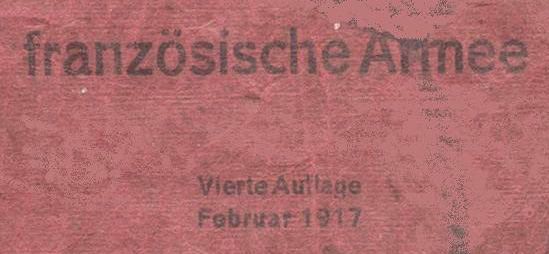 französische Armee
Vierte Auflage
Februar 1917